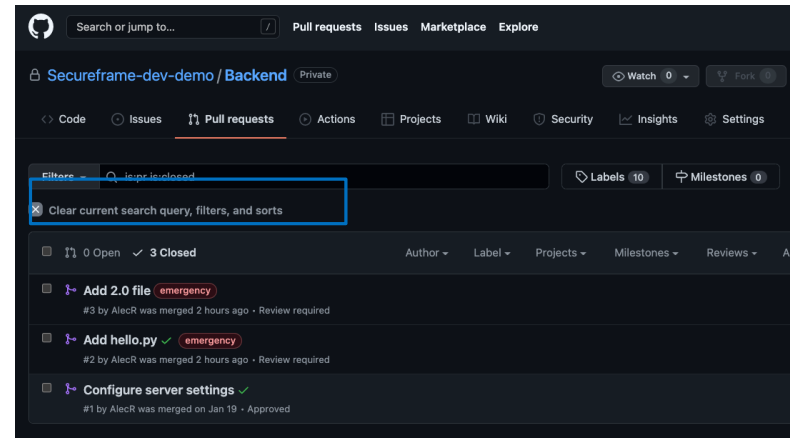 Search or jump to... /
Pull requests Issues Marketplace Explore
Secureframe-dev-demo / Backend Private
Watch 0
Fork 0
<> Code Issues Pull requests Actions Projects Wiki Security Insights Settings
Filters is:pr is:closed
Labels 10 Milestones 0
Clear current search query, filters, and sorts
0 Open 3 Closed Author Label Projects Milestones Reviews A
Add 2.0 file emergency
#3 by AlecR was merged 2 hours ago • Review required
Add hello.py emergency
#2 by AlecR was merged 2 hours ago • Review required
Configure server settings
#1 by AlecR was merged on Jan 19 • Approved